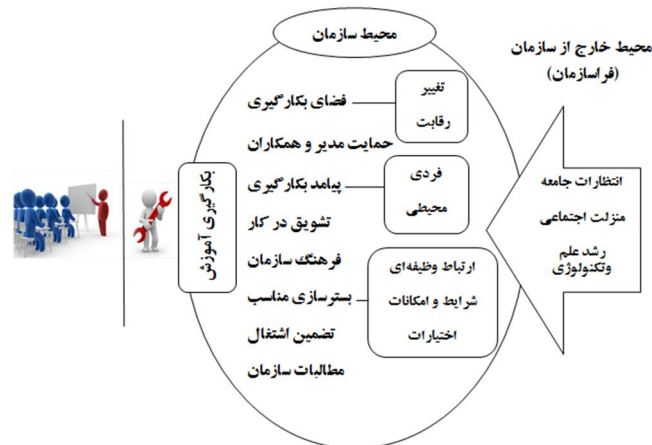 محیط سازمان
محیط خارج از سازمان
(فراسازمان)
انتظارات جامعه
منزلت اجتماعی
رشد علم
وتکنولوژی
تغییر
رقابت
فردی
محیطی
ارتباط وظیفه‌ای
شرایط و امکانات
اختیارات
فضای بکارگیری
حمایت مدیر و همکاران
پیامد بکارگیری
تشویق در کار
فرهنگ سازمان
بسترسازی مناسب
تضمین اشتغال
مطالبات سازمان
بکارگیری آموزش